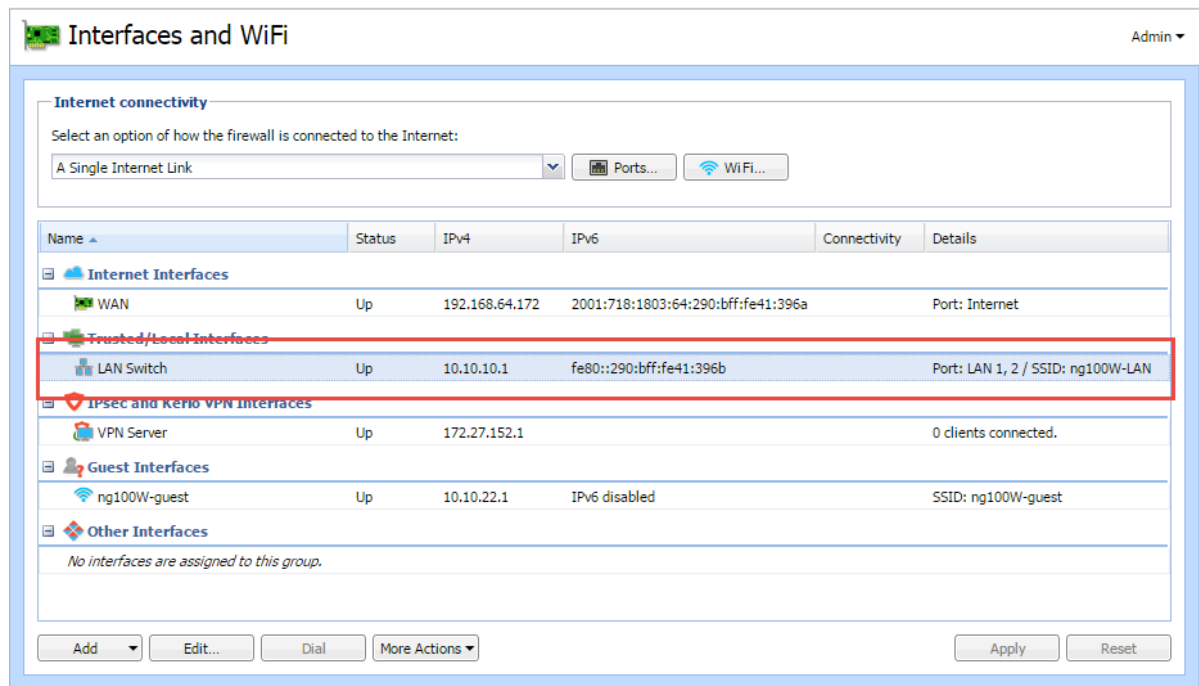 Interfaces and WiFi
Admin
Internet connectivity
Select an option of how the firewall is connected to the Internet:
A Single Internet Link Ports... WiFi...
Name Status IPv4 IPv6 Connectivity Details
Internet Interfaces
WAN Up 192.168.64.172 2001:718:1803:64:290:bff:fe41:396a Port: Internet
Trusted/Local Interfaces
LAN Switch Up 10.10.10.1 fe80::290:bff:fe41:396b Port: LAN 1, 2 / SSID: ng100W-LAN
IPsec and Kerio VPN Interfaces
VPN Server Up 172.27.152.1 0 clients connected.
Guest Interfaces
ng100W-guest Up 10.10.22.1 IPv6 disabled SSID: ng100W-guest
Other Interfaces
No interfaces are assigned to this group.
Add Edit... Dial More Actions Apply Reset